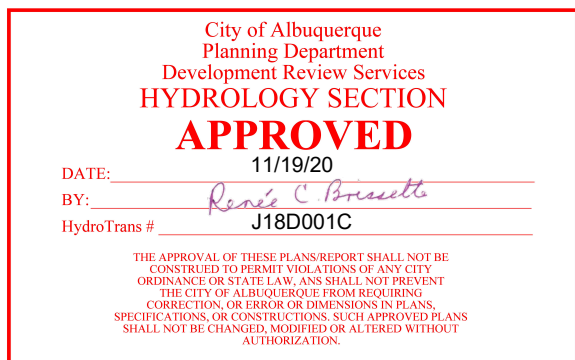 City of Albuquerque
Planning Department
Development Review Services
HYDROLOGY SECTION
APPROVED
DATE: 11/19/20
BY: Renée C. Brissette
HydroTrans # J18D001C
THE APPROVAL OF THESE PLANS/REPORT SHALL NOT BE
CONSTRUED TO PERMIT VIOLATIONS OF ANY CITY
ORDINANCE OR STATE LAW, ANS SHALL NOT PREVENT
THE CITY OF ALBUQUERQUE FROM REQUIRING
CORRECTION, OR ERROR OR DIMENSIONS IN PLANS,
SPECIFICATIONS, OR CONSTRUCTIONS. SUCH APPROVED PLANS
SHALL NOT BE CHANGED, MODIFIED OR ALTERED WITHOUT
AUTHORIZATION.